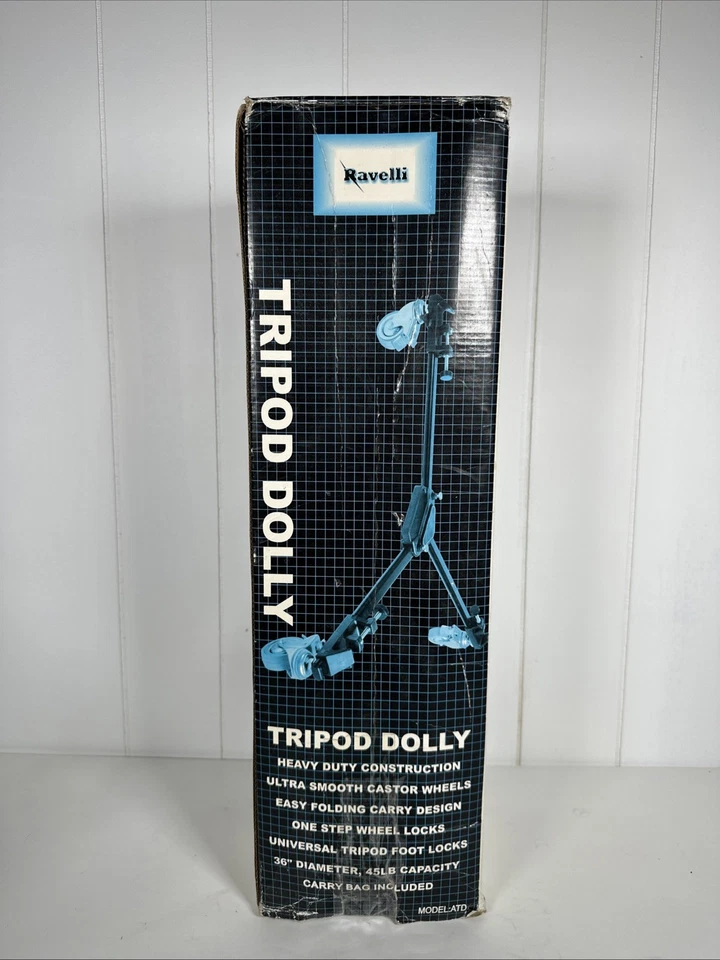 Ravelli
TRIPOD DOLLY
TRIPOD DOLLY
HEAVY DUTY CONSTRUCTION
ULTRA SMOOTH CASTOR WHEELS
EASY FOLDING CARRY DESIGN
ONE STEP WHEEL LOCKS
UNIVERSAL TRIPOD FOOT LOCKS
36" DIAMETER, 45LB CAPACITY
CARRY BAG INCLUDED
MODEL:ATD